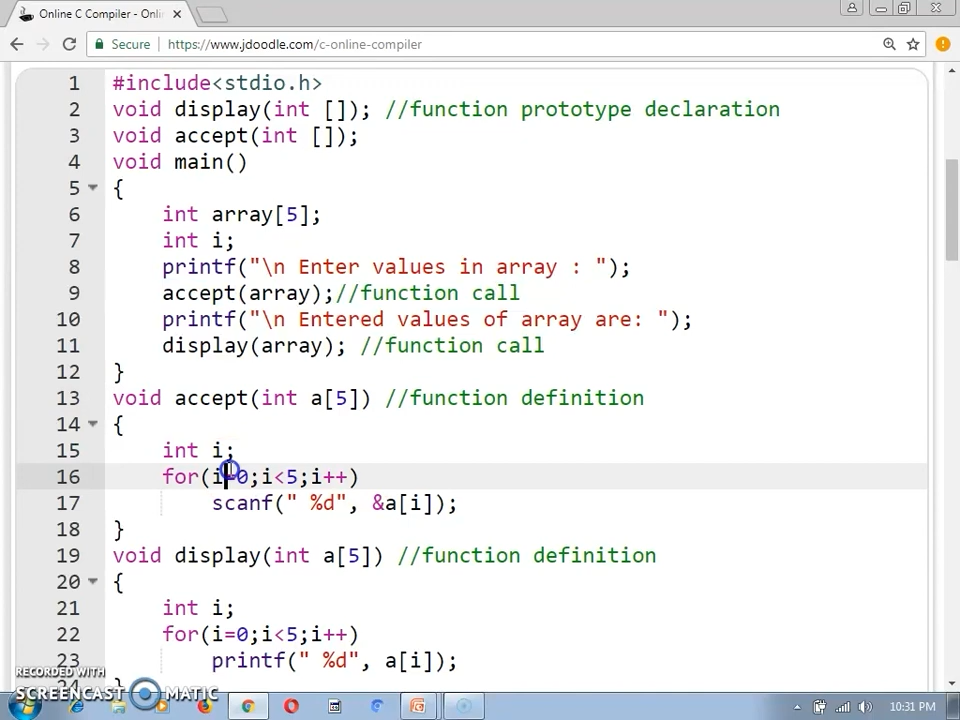 Online C Compiler - Onlin
Secure https://www.jdoodle.com/c-online-compiler
1 #include<stdio.h>
2 void display(int []); //function prototype declaration
3 void accept(int []);
4 void main()
5 {
6 int array[5];
7 int i;
8 printf("\n Enter values in array : ");
9 accept(array);//function call
10 printf("\n Entered values of array are: ");
11 display(array); //function call
12 }
13 void accept(int a[5]) //function definition
14 {
15 int i;
16 for(i=0;i<5;i++)
17 scanf(" %d", &a[i]);
18 }
19 void display(int a[5]) //function definition
20 {
21 int i;
22 for(i=0;i<5;i++)
23 printf(" %d", a[i]);
24 }
RECORDED WITH
SCREENCAST MATIC
10:31 PM